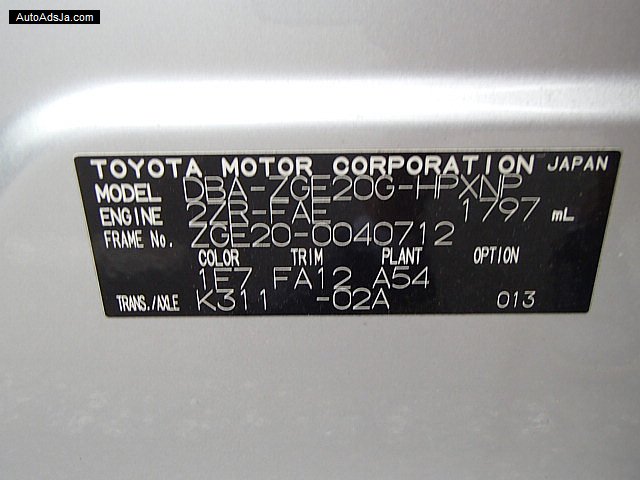 AutoAdsJa.com
TOYOTA MOTOR CORPORATION JAPAN
MODEL DBA-ZGE20G-HPXNP
ENGINE 2ZR-FAE 1797 mL
FRAME No. ZGE20-0040712
COLOR TRIM PLANT OPTION
1E7 FA12 A54
TRANS./AXLE K311 -02A 013